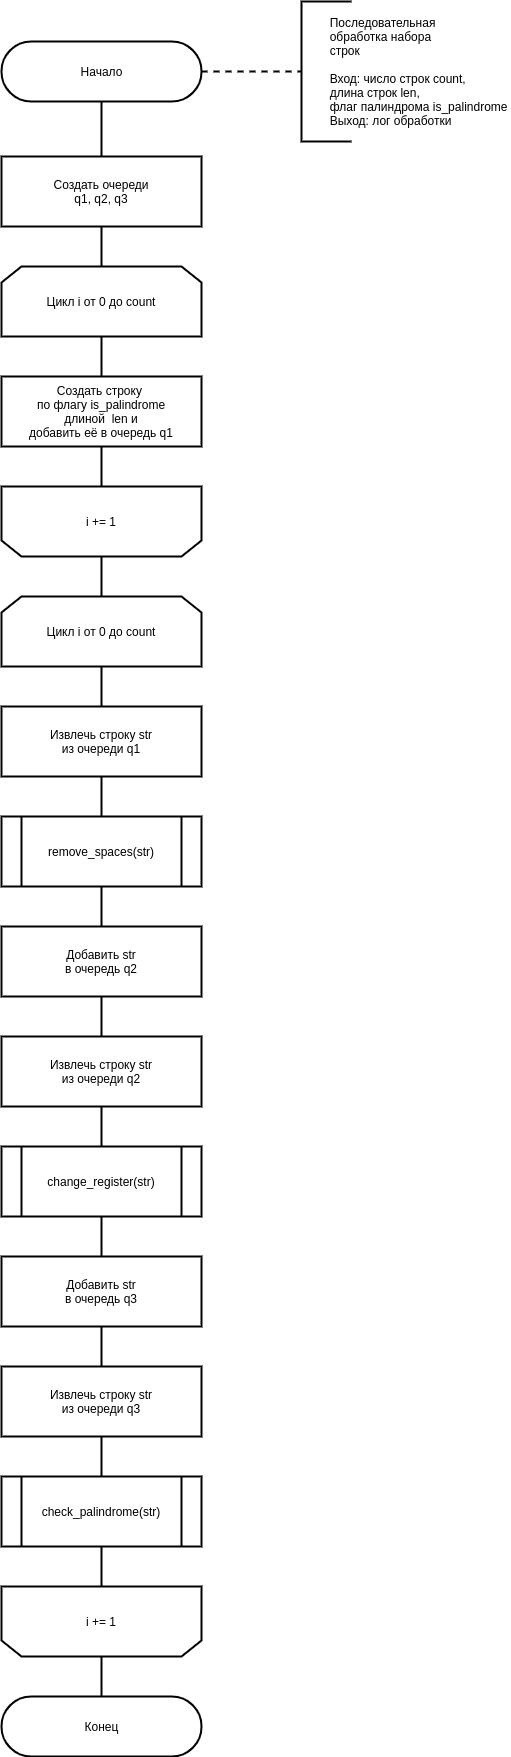 Последовательная
обработка набора
строк
Вход: число строк count,
длина строк len,
флаг палиндрома is_palindrome
Выход: лог обработки
Начало
Создать очереди
q1, q2, q3
Цикл i от 0 до count
Создать строку
по флагу is_palindrome
длиной len и
добавить её в очередь q1
i += 1
Цикл i от 0 до count
Извлечь строку str
из очереди q1
remove_spaces(str)
Добавить str
в очередь q2
Извлечь строку str
из очереди q2
change_register(str)
Добавить str
в очередь q3
Извлечь строку str
из очереди q3
check_palindrome(str)
i += 1
Конец